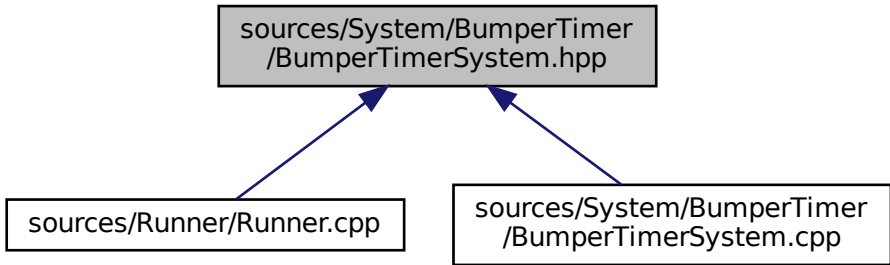 sources/System/BumperTimer
/BumperTimerSystem.hpp
sources/Runner/Runner.cpp
sources/System/BumperTimer
/BumperTimerSystem.cpp